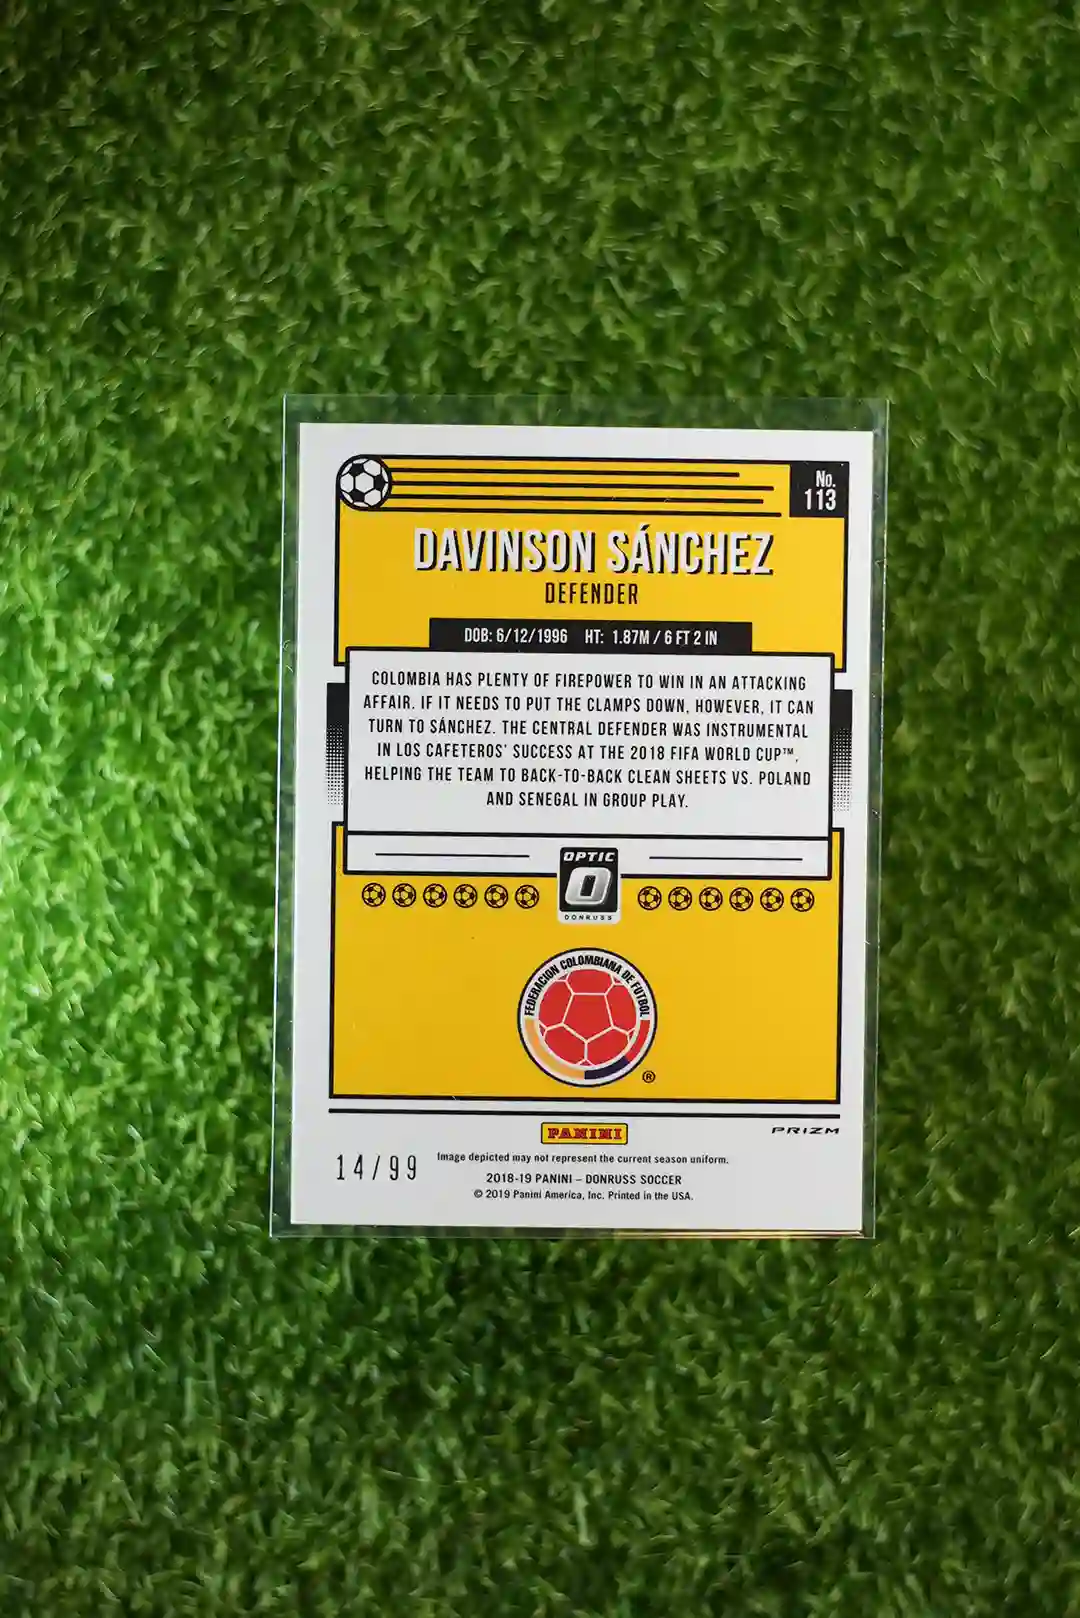 No.
113
DAVINSON SÁNCHEZ
DEFENDER
DOB: 6/12/1996 HT: 1.87M / 6 FT 2 IN
COLOMBIA HAS PLENTY OF FIREPOWER TO WIN IN AN ATTACKING
AFFAIR. IF IT NEEDS TO PUT THE CLAMPS DOWN, HOWEVER, IT CAN
TURN TO SÁNCHEZ. THE CENTRAL DEFENDER WAS INSTRUMENTAL
IN LOS CAFETEROS' SUCCESS AT THE 2018 FIFA WORLD CUP™,
HELPING THE TEAM TO BACK-TO-BACK CLEAN SHEETS VS. POLAND
AND SENEGAL IN GROUP PLAY.
OPTIC
O
DONRUSS
FEDERACION COLOMBIANA DE FUTBOL
®
PANINI
PRIZM
14/99
Image depicted may not represent the current season uniform.
2018-19 PANINI – DONRUSS SOCCER
© 2019 Panini America, Inc. Printed in the USA.